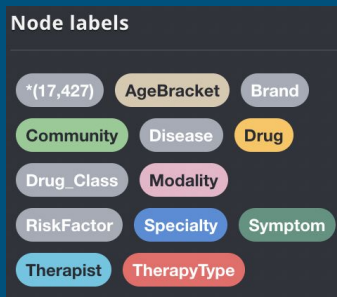 Node labels
*(17,427) AgeBracket Brand
Community Disease Drug
Drug_Class Modality
RiskFactor Specialty Symptom
Therapist TherapyType